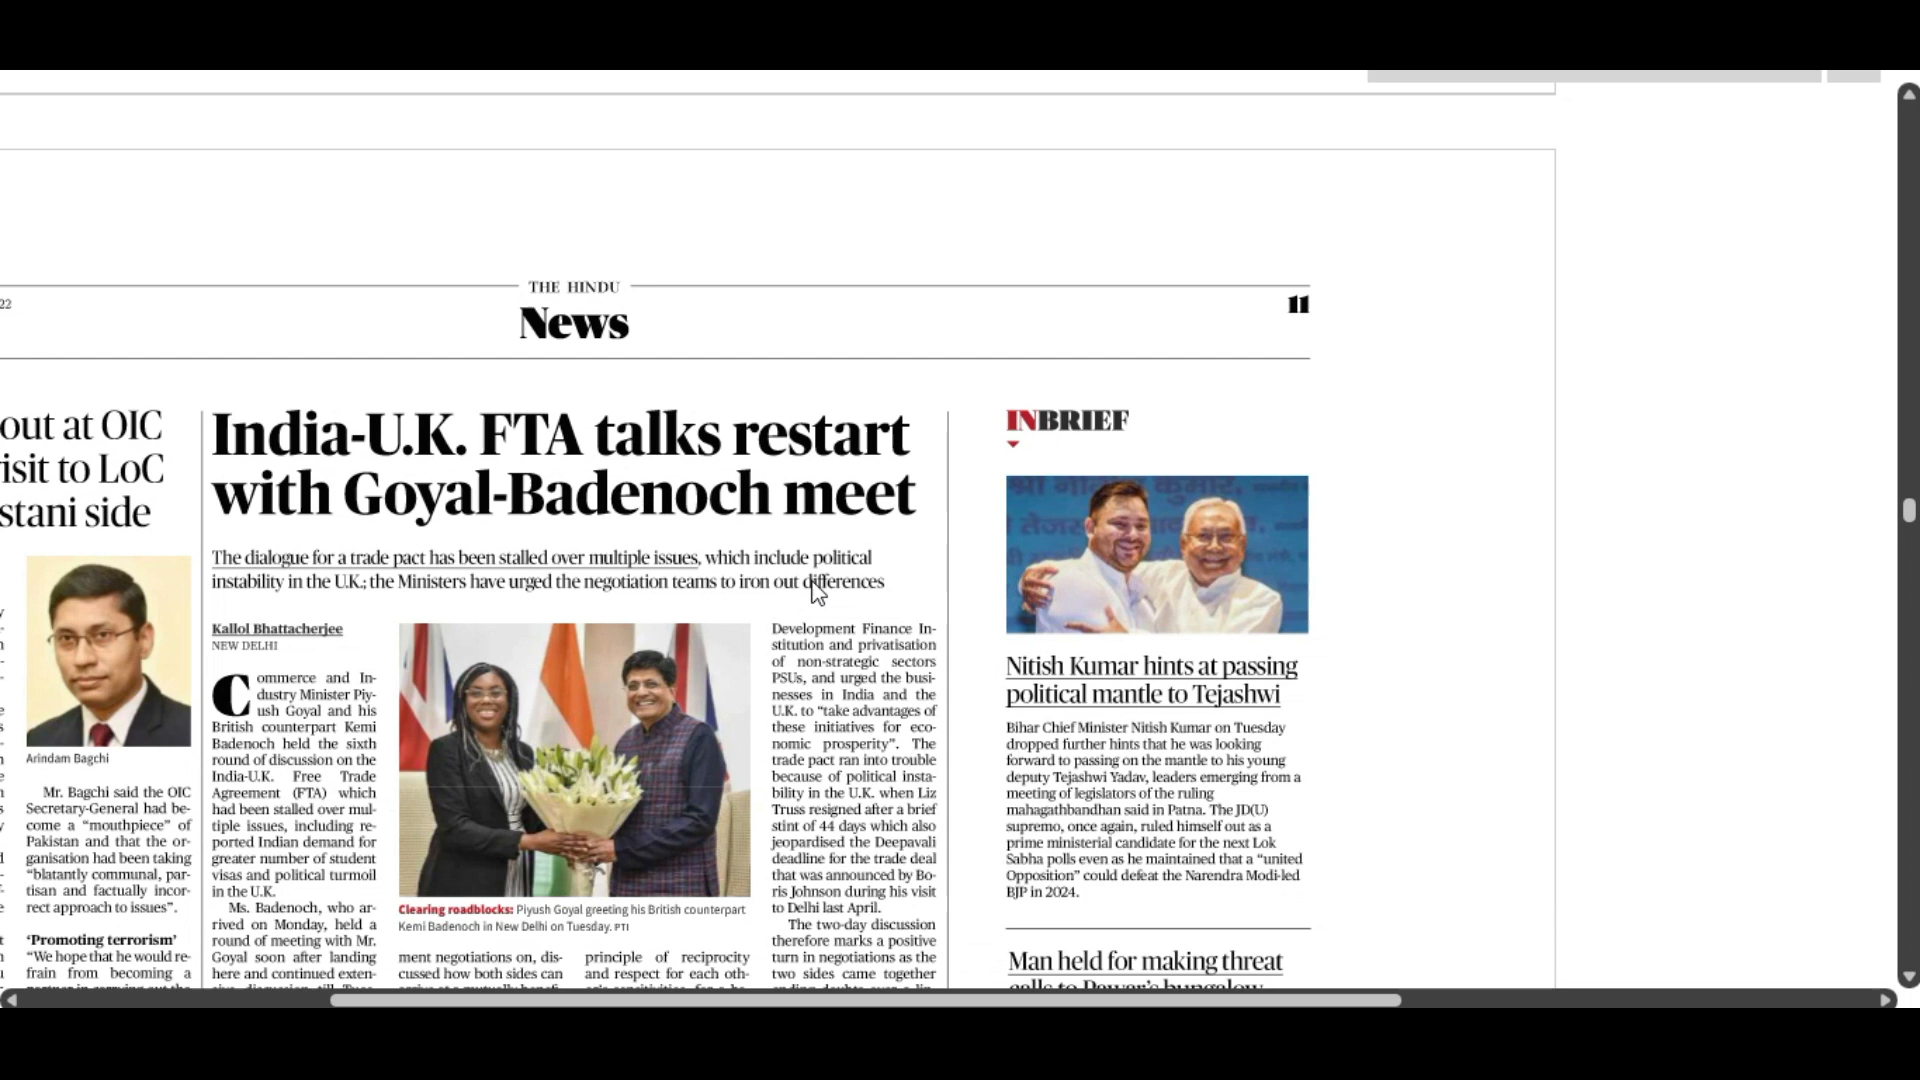 22
THE HINDU
News
11
out at OIC
isit to LoC
stani side
Arindam Bagchi
Mr. Bagchi said the OIC
Secretary-General had be-
come a “mouthpiece” of
Pakistan and that the or-
ganisation had been taking
“blatantly communal, par-
tisan and factually incor-
rect approach to issues”.
‘Promoting terrorism’
“We hope that he would re-
frain from becoming a
India-U.K. FTA talks restart
with Goyal-Badenoch meet
The dialogue for a trade pact has been stalled over multiple issues, which include political
instability in the U.K.; the Ministers have urged the negotiation teams to iron out differences
Kallol Bhattacherjee
NEW DELHI
Commerce and In-
dustry Minister Piy-
ush Goyal and his
British counterpart Kemi
Badenoch held the sixth
round of discussion on the
India-U.K. Free Trade
Agreement (FTA) which
had been stalled over mul-
tiple issues, including re-
ported Indian demand for
greater number of student
visas and political turmoil
in the U.K.
Ms. Badenoch, who ar-
rived on Monday, held a
round of meeting with Mr.
Goyal soon after landing
here and continued exten-
Clearing roadblocks: Piyush Goyal greeting his British counterpart
Kemi Badenoch in New Delhi on Tuesday. PTI
ment negotiations on, dis-
cussed how both sides can
principle of reciprocity
and respect for each oth-
Development Finance In-
stitution and privatisation
of non-strategic sectors
PSUs, and urged the busi-
nesses in India and the
U.K. to “take advantages of
these initiatives for eco-
nomic prosperity”. The
trade pact ran into trouble
because of political insta-
bility in the U.K. when Liz
Truss resigned after a brief
stint of 44 days which also
jeopardised the Deepavali
deadline for the trade deal
that was announced by Bo-
ris Johnson during his visit
to Delhi last April.
The two-day discussion
therefore marks a positive
turn in negotiations as the
two sides came together
INBRIEF
Nitish Kumar hints at passing
political mantle to Tejashwi
Bihar Chief Minister Nitish Kumar on Tuesday
dropped further hints that he was looking
forward to passing on the mantle to his young
deputy Tejashwi Yadav, leaders emerging from a
meeting of legislators of the ruling
mahagathbandhan said in Patna. The JD(U)
supremo, once again, ruled himself out as a
prime ministerial candidate for the next Lok
Sabha polls even as he maintained that a “united
Opposition” could defeat the Narendra Modi-led
BJP in 2024.
Man held for making threat
calls to Pawar’s bungalow